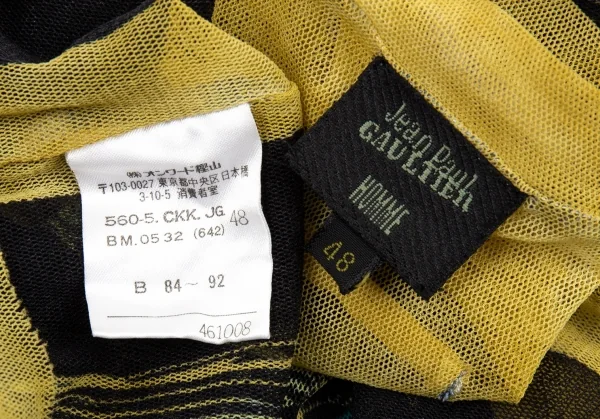 ㈱オンワード樫山
〒103-0027 東京都中央区日本橋
3-10-5 消費者室
560-5. CKK. JG 48
BM. 0532 (642)
B 84～92
461008
Jean Paul
GAULTIER
HOMME
48